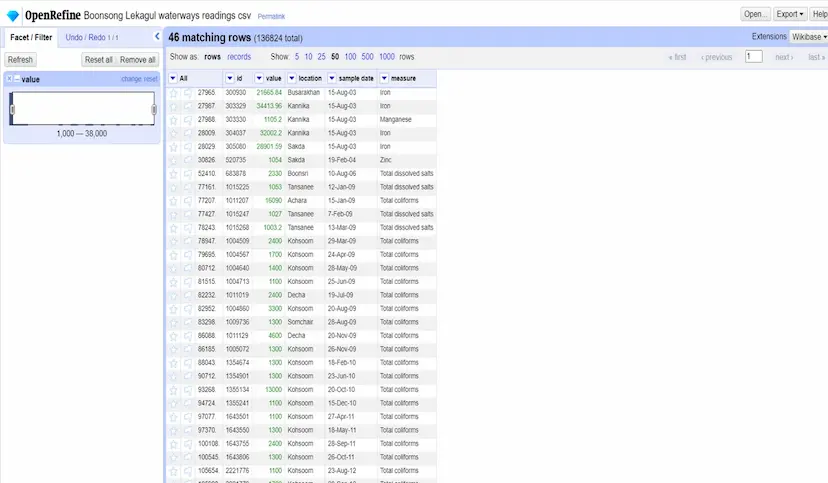 OpenRefine Boonsong Lekagul waterways readings csv Permalink
Open... Export Help
Facet / Filter Undo / Redo 1 / 1
Refresh Reset all Remove all
value change reset
1,000 — 38,000
46 matching rows (136824 total)
Extensions Wikibase
Show as: rows records Show: 5 10 25 50 100 500 1000 rows
« first ‹ previous 1 next › last »
All id value location sample date measure
27965. 300930 21665.84 Busarakhan 15-Aug-03 Iron
27987. 303329 34413.96 Kannika 15-Aug-03 Iron
27988. 303330 1105.2 Kannika 15-Aug-03 Manganese
28009. 304037 32002.2 Kannika 15-Aug-03 Iron
28029. 305080 28901.59 Sakda 15-Aug-03 Iron
30826. 520735 1054 Sakda 19-Feb-04 Zinc
52410. 683878 2330 Boonsri 10-Aug-06 Total dissolved salts
77161. 1015225 1053 Tansanee 12-Jan-09 Total dissolved salts
77207. 1011207 16090 Achara 15-Jan-09 Total coliforms
77427. 1015247 1027 Tansanee 7-Feb-09 Total dissolved salts
78243. 1015268 1003.2 Tansanee 13-Mar-09 Total dissolved salts
78947. 1004509 2400 Kohsoom 29-Mar-09 Total coliforms
79695. 1004567 1700 Kohsoom 24-Apr-09 Total coliforms
80712. 1004640 1400 Kohsoom 28-May-09 Total coliforms
81515. 1004713 1100 Kohsoom 25-Jun-09 Total coliforms
82232. 1011019 2400 Decha 19-Jul-09 Total coliforms
82952. 1004860 3300 Kohsoom 20-Aug-09 Total coliforms
83298. 1009736 1300 Somchair 28-Aug-09 Total coliforms
86088. 1011129 4600 Decha 20-Nov-09 Total coliforms
86185. 1005072 1300 Kohsoom 26-Nov-09 Total coliforms
88043. 1354674 1300 Kohsoom 18-Feb-10 Total coliforms
90712. 1354901 1300 Kohsoom 23-Jun-10 Total coliforms
93268. 1355134 13000 Kohsoom 20-Oct-10 Total coliforms
94724. 1355241 1100 Kohsoom 15-Dec-10 Total coliforms
97077. 1643501 1100 Kohsoom 27-Apr-11 Total coliforms
97370. 1643550 1300 Kohsoom 18-May-11 Total coliforms
100108. 1643755 2400 Kohsoom 28-Sep-11 Total coliforms
100545. 1643806 1300 Kohsoom 26-Oct-11 Total coliforms
105654. 2221776 1100 Kohsoom 23-Aug-12 Total coliforms